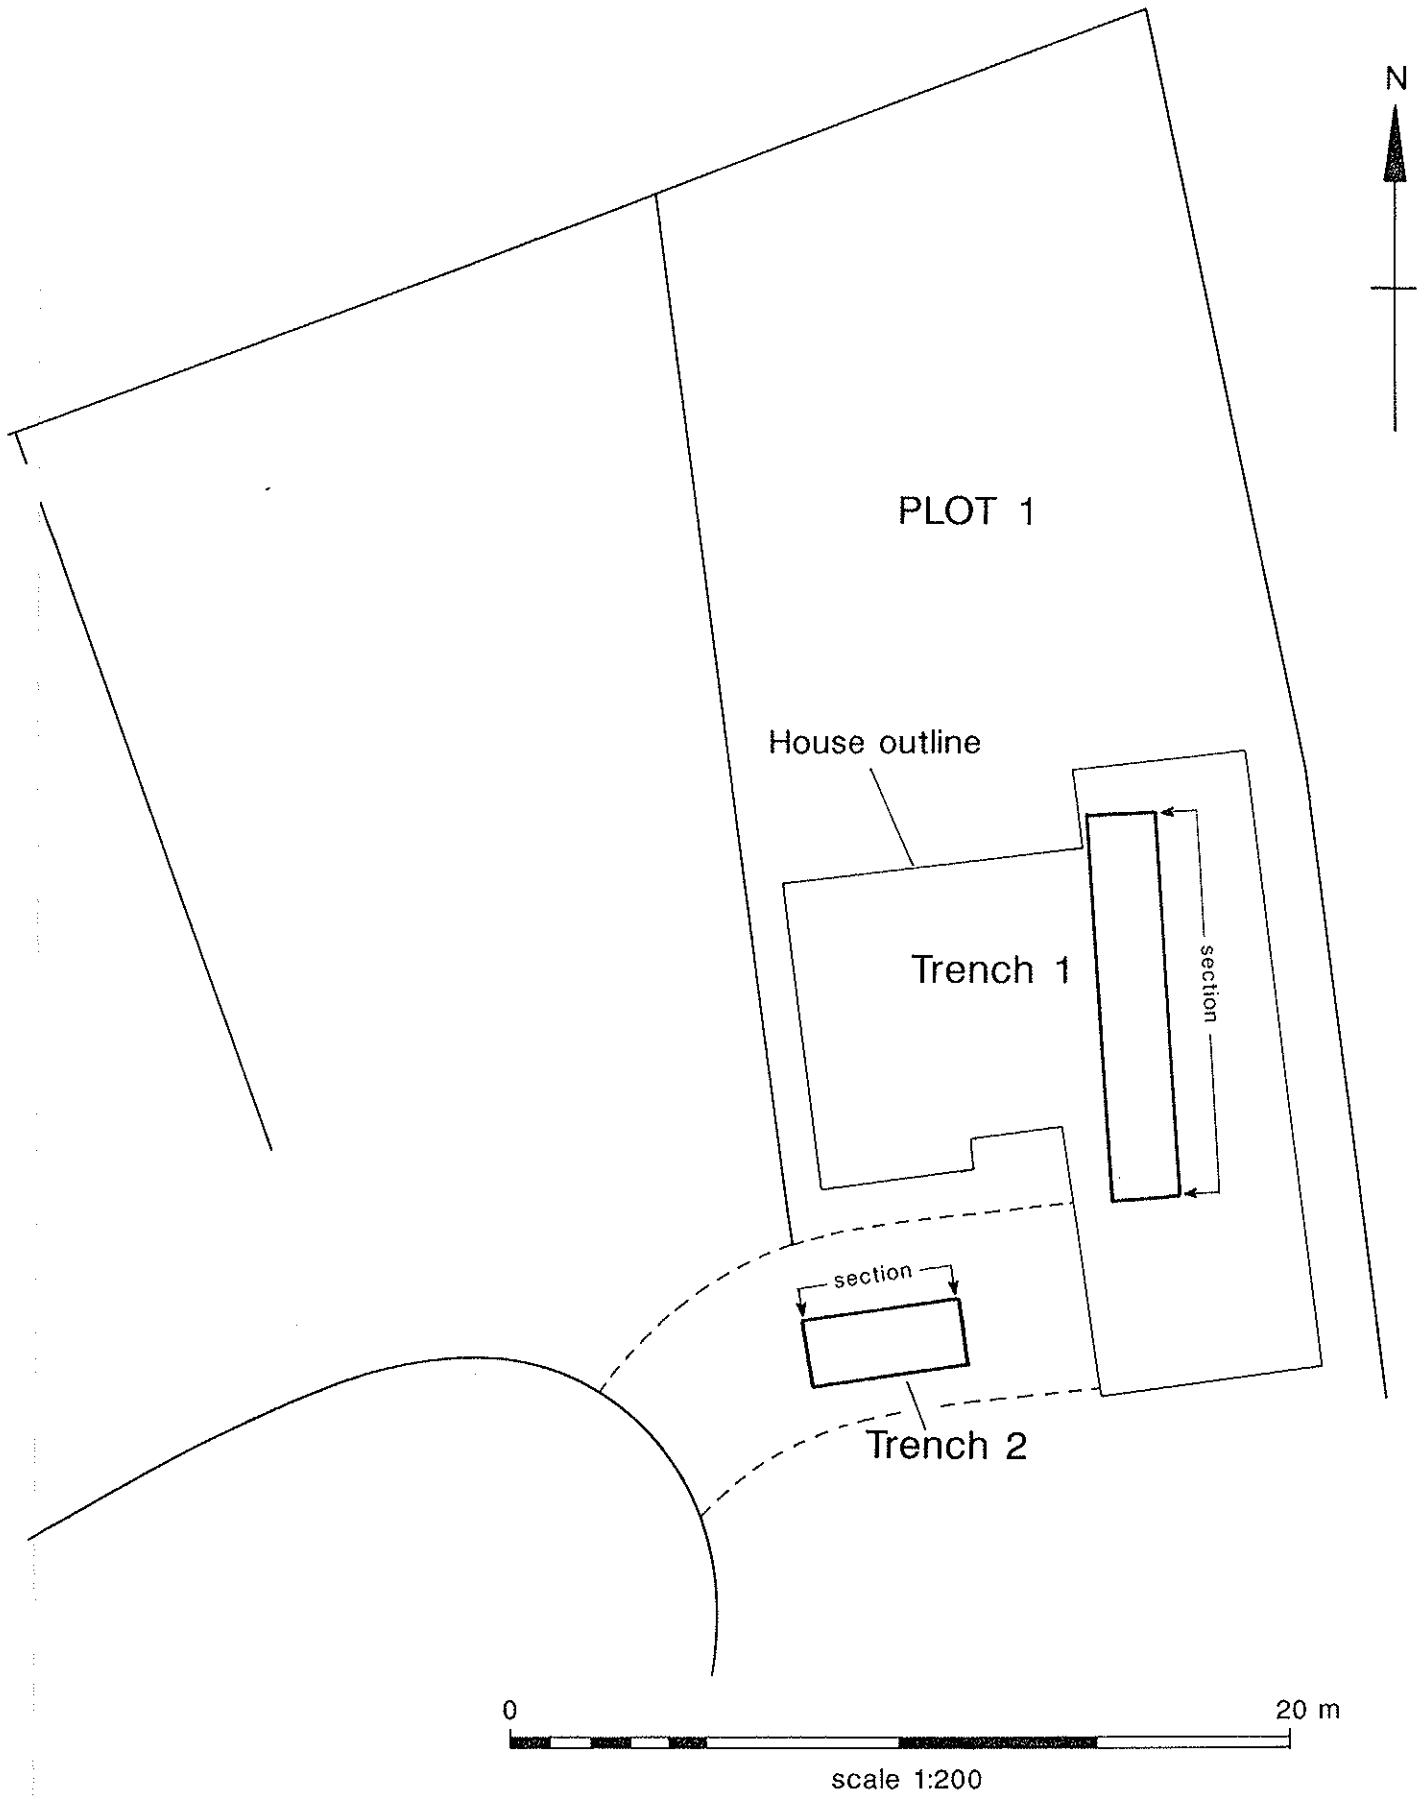 N
PLOT 1
House outline
Trench 1
section
section
Trench 2
0 20 m
scale 1:200